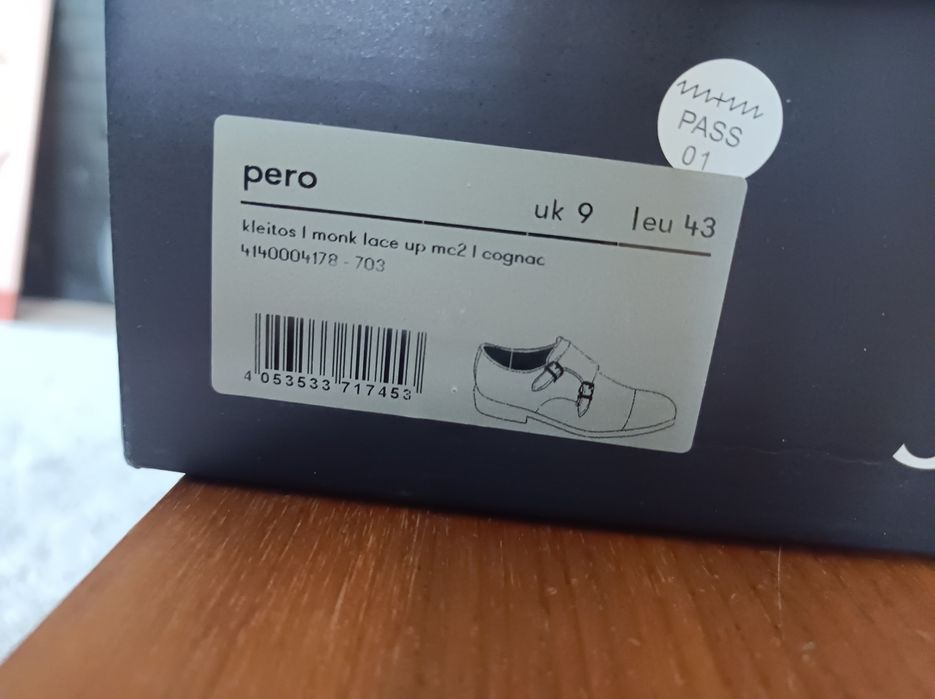 PASS
01
pero
uk 9 | eu 43
kleitos | monk lace up mc2 | cognac
4140004178 - 703
4 053533 717453